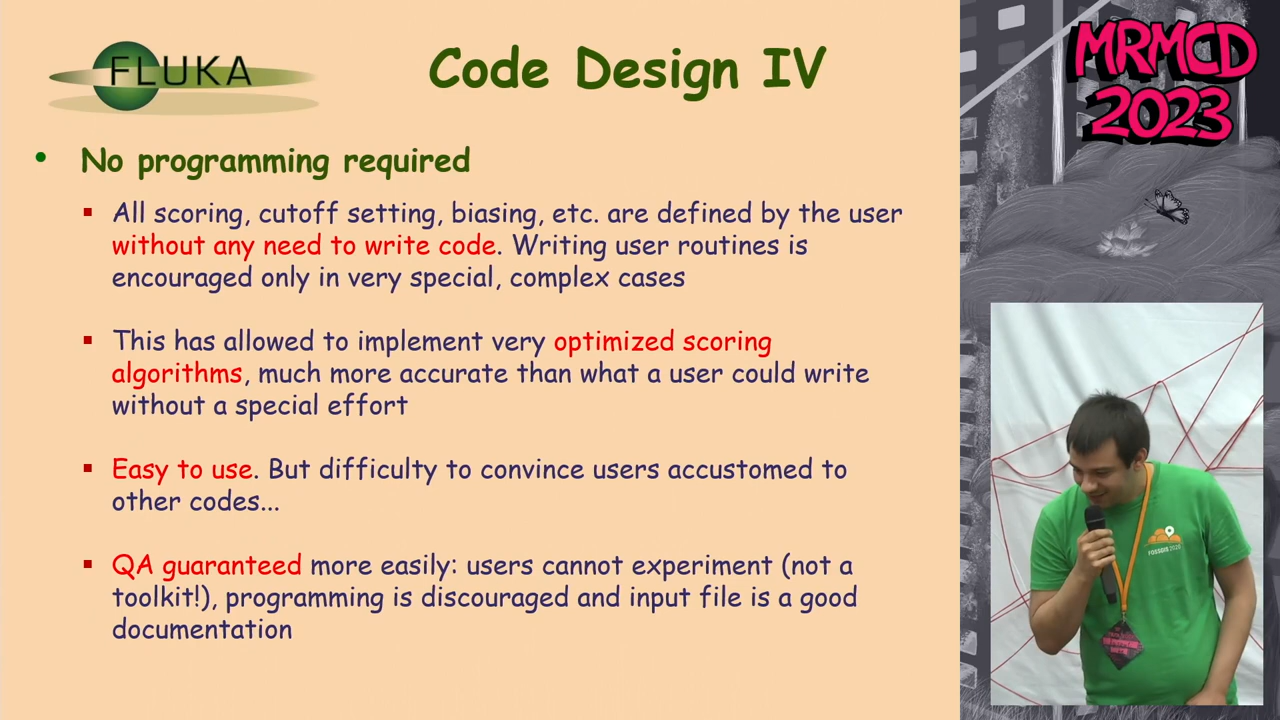 FLUKA
Code Design IV
• No programming required
▪ All scoring, cutoff setting, biasing, etc. are defined by the user
without any need to write code. Writing user routines is
encouraged only in very special, complex cases
▪ This has allowed to implement very optimized scoring
algorithms, much more accurate than what a user could write
without a special effort
▪ Easy to use. But difficulty to convince users accustomed to
other codes...
▪ QA guaranteed more easily: users cannot experiment (not a
toolkit!), programming is discouraged and input file is a good
documentation
MRMCD
2023